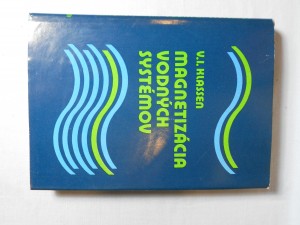 V.I. KLASSEN
MAGNETIZÁCIA
VODNÝCH
SYSTÉMOV